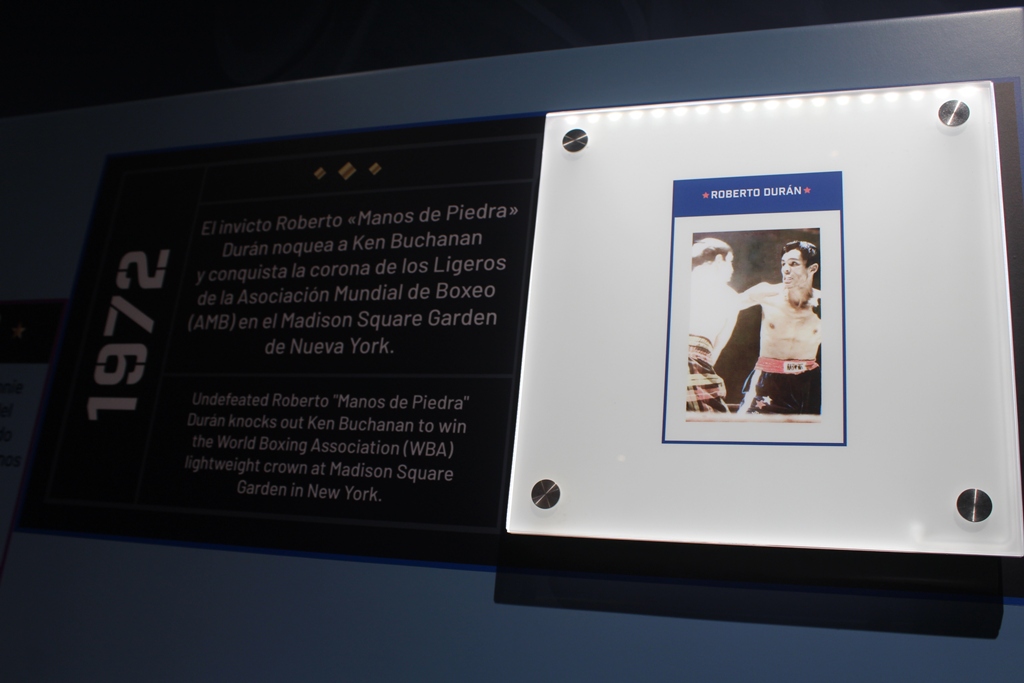 1972
El invicto Roberto «Manos de Piedra»
Durán noquea a Ken Buchanan
y conquista la corona de los Ligeros
de la Asociación Mundial de Boxeo
(AMB) en el Madison Square Garden
de Nueva York.
Undefeated Roberto "Manos de Piedra"
Durán knocks out Ken Buchanan to win
the World Boxing Association (WBA)
lightweight crown at Madison Square
Garden in New York.
ROBERTO DURÁN